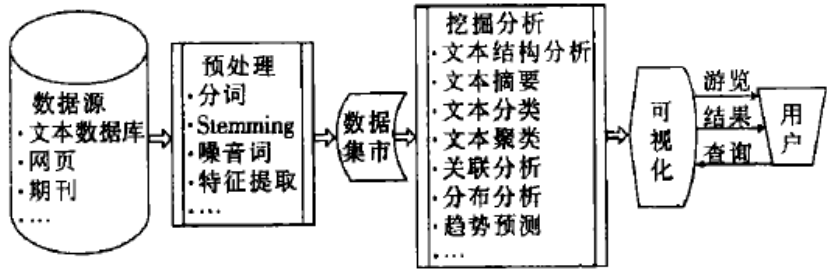 数据源
·文本数据库
·网页
·期刊
·....
预处理
·分词
·Stemming
·噪音词
·特征提取
·....
数据
集市
挖掘分析
·文本结构分析
·文本摘要
·文本分类
·文本聚类
·关联分析
·分布分析
·趋势预测
·...
可视化
游览
结果
查询
用户